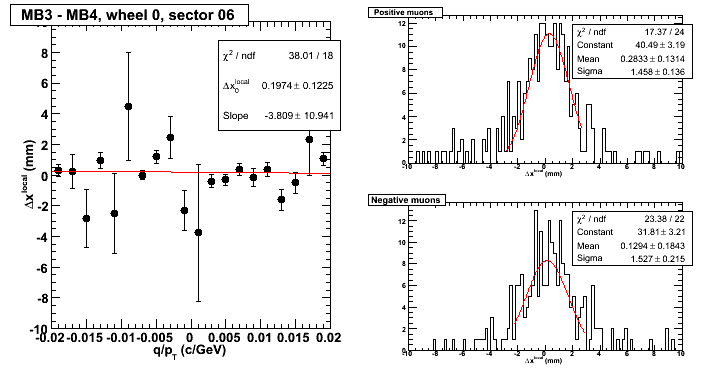 MB3 - MB4, wheel 0, sector 06
χ² / ndf 38.01 / 18
Δx₀^local 0.1974 ± 0.1225
Slope -3.809 ± 10.941
8
6
4
2
0
-2
-4
-6
-8
-10
Δx^local (mm)
-0.02 -0.015 -0.01 -0.005 0 0.005 0.01 0.015 0.02
q/p_T (c/GeV)
Positive muons
χ² / ndf 17.37 / 24
Constant 40.49 ± 3.19
Mean 0.2833 ± 0.1314
Sigma 1.458 ± 0.136
12
10
8
6
4
2
0
-10 -8 -6 -4 -2 0 2 4 6 8 10
Δx^local (mm)
Negative muons
χ² / ndf 23.38 / 22
Constant 31.81 ± 3.21
Mean 0.1294 ± 0.1843
Sigma 1.527 ± 0.215
12
10
8
6
4
2
0
-10 -8 -6 -4 -2 0 2 4 6 8 10
Δx^local (mm)